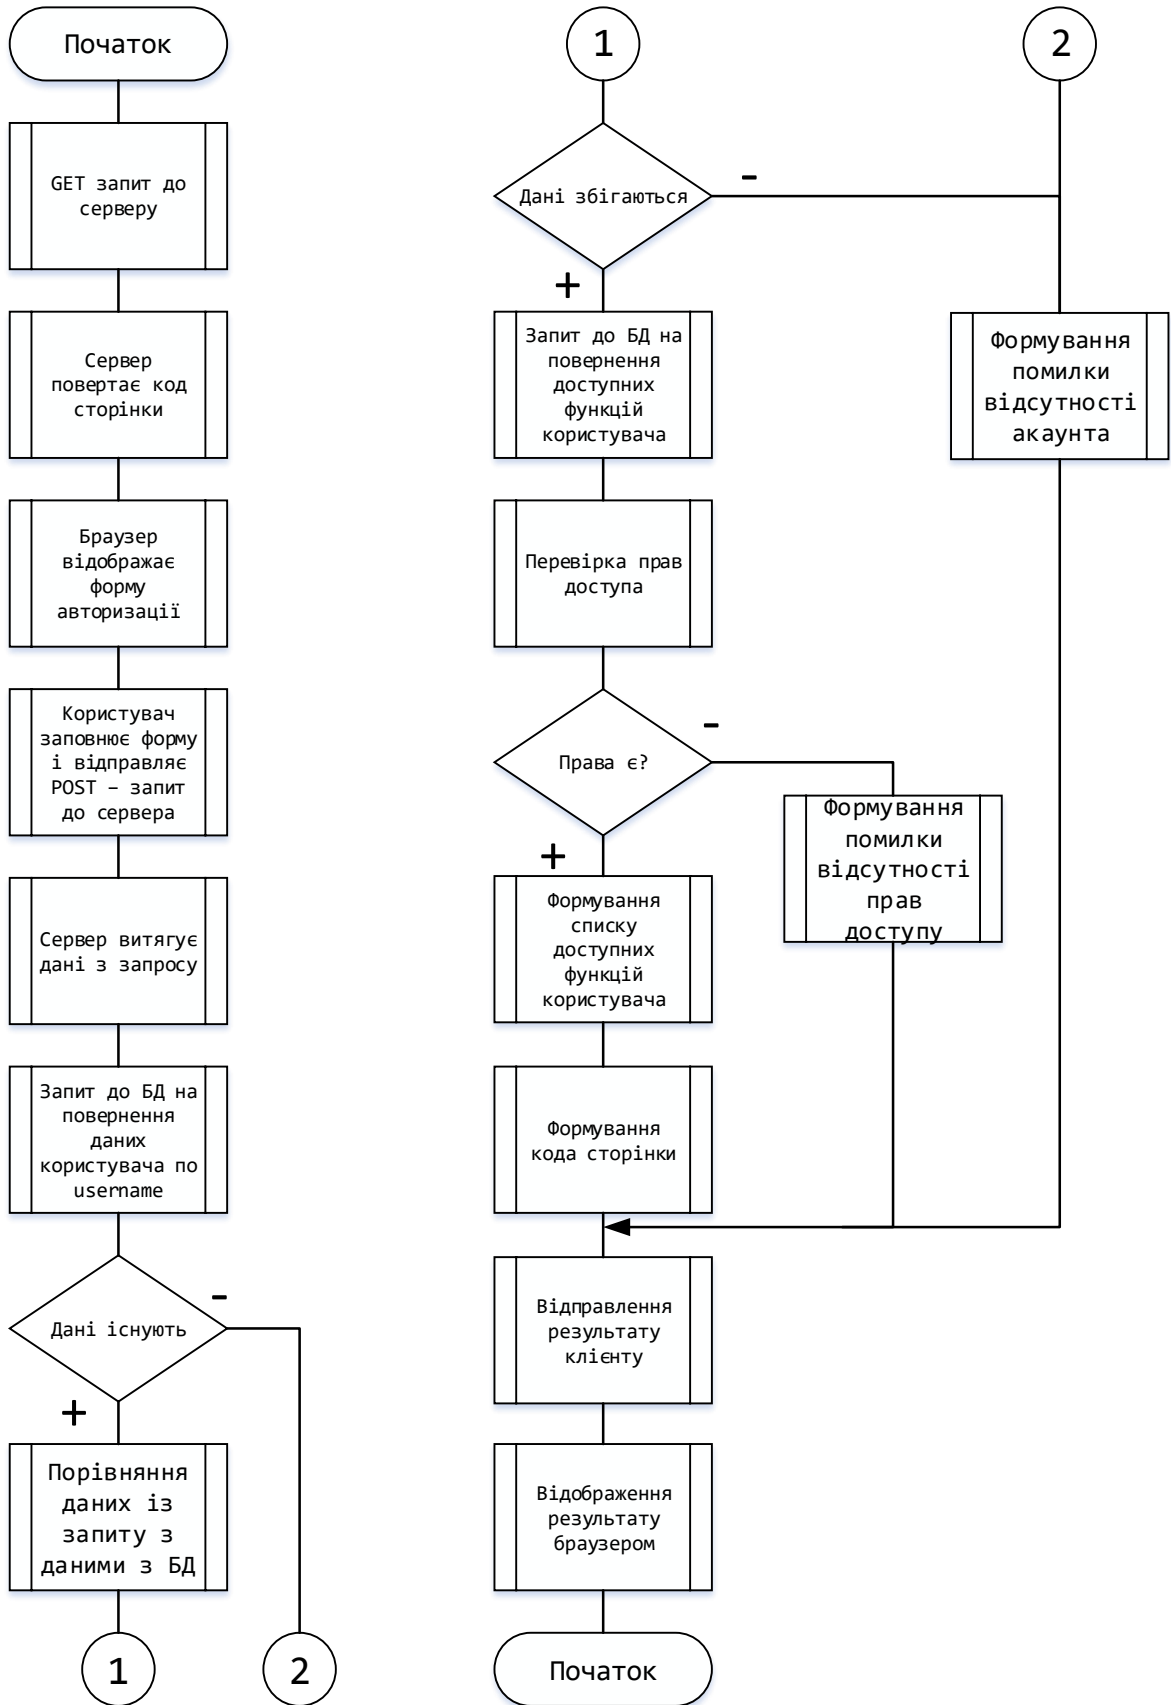 Початок
GET запит до
серверу
Сервер
повертає код
сторінки
Браузер
відображає
форму
авторизації
Користувач
заповнює форму
і відправляє
POST – запит
до сервера
Сервер витягує
дані з запросу
Запит до БД на
повернення
даних
користувача по
username
Дані існують
-
+
Порівняння
даних із
запиту з
даними з БД
1
2
1
Дані збігаються
-
+
Запит до БД на
повернення
доступних
функцій
користувача
Перевірка прав
доступа
Права є?
-
+
Формування
списку
доступних
функцій
користувача
Формування
кода сторінки
Відправлення
результату
клієнту
Відображення
результату
браузером
Початок
Формування
помилки
відсутності
прав
доступу
2
Формування
помилки
відсутності
акаунта